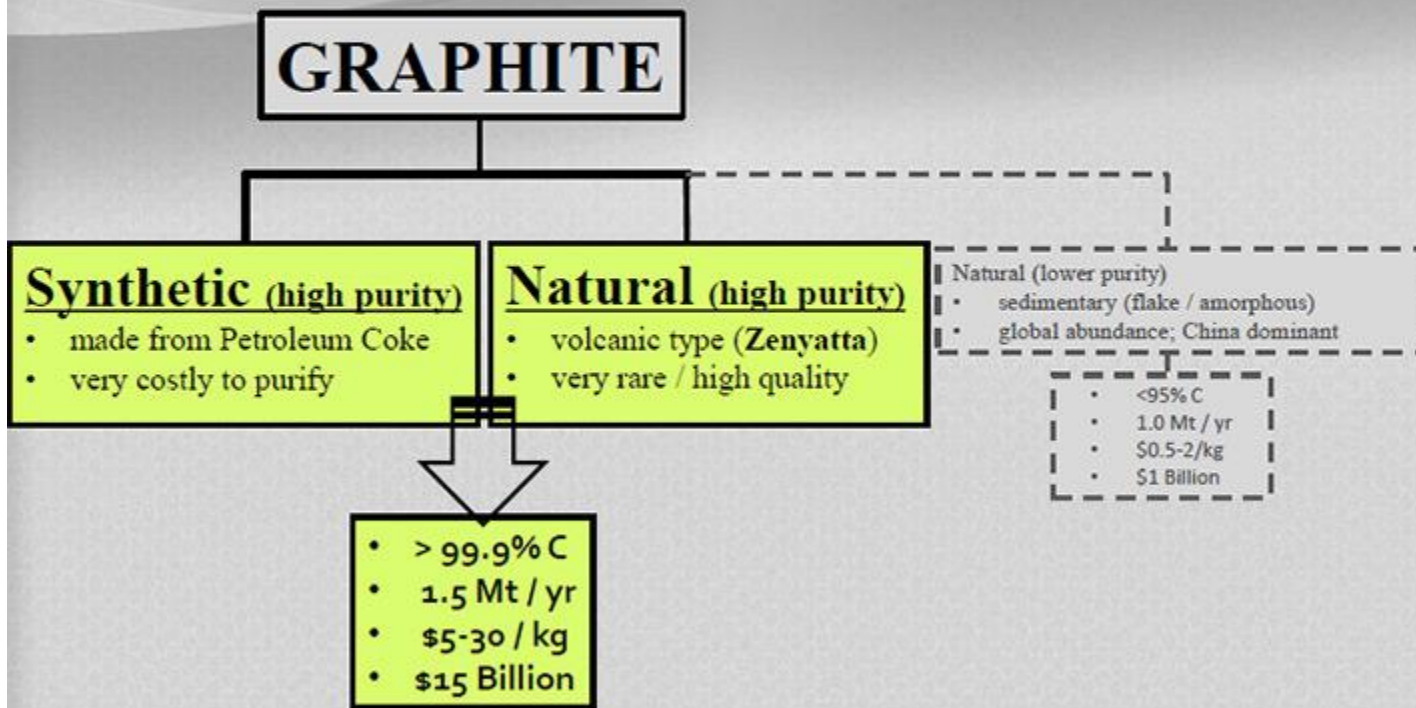 GRAPHITE
Synthetic (high purity)
• made from Petroleum Coke
• very costly to purify
Natural (high purity)
• volcanic type (Zenyatta)
• very rare / high quality
Natural (lower purity)
• sedimentary (flake / amorphous)
• global abundance; China dominant
• <95% C
• 1.0 Mt / yr
• $0.5-2/kg
• $1 Billion
• > 99.9% C
• 1.5 Mt / yr
• $5-30 / kg
• $15 Billion